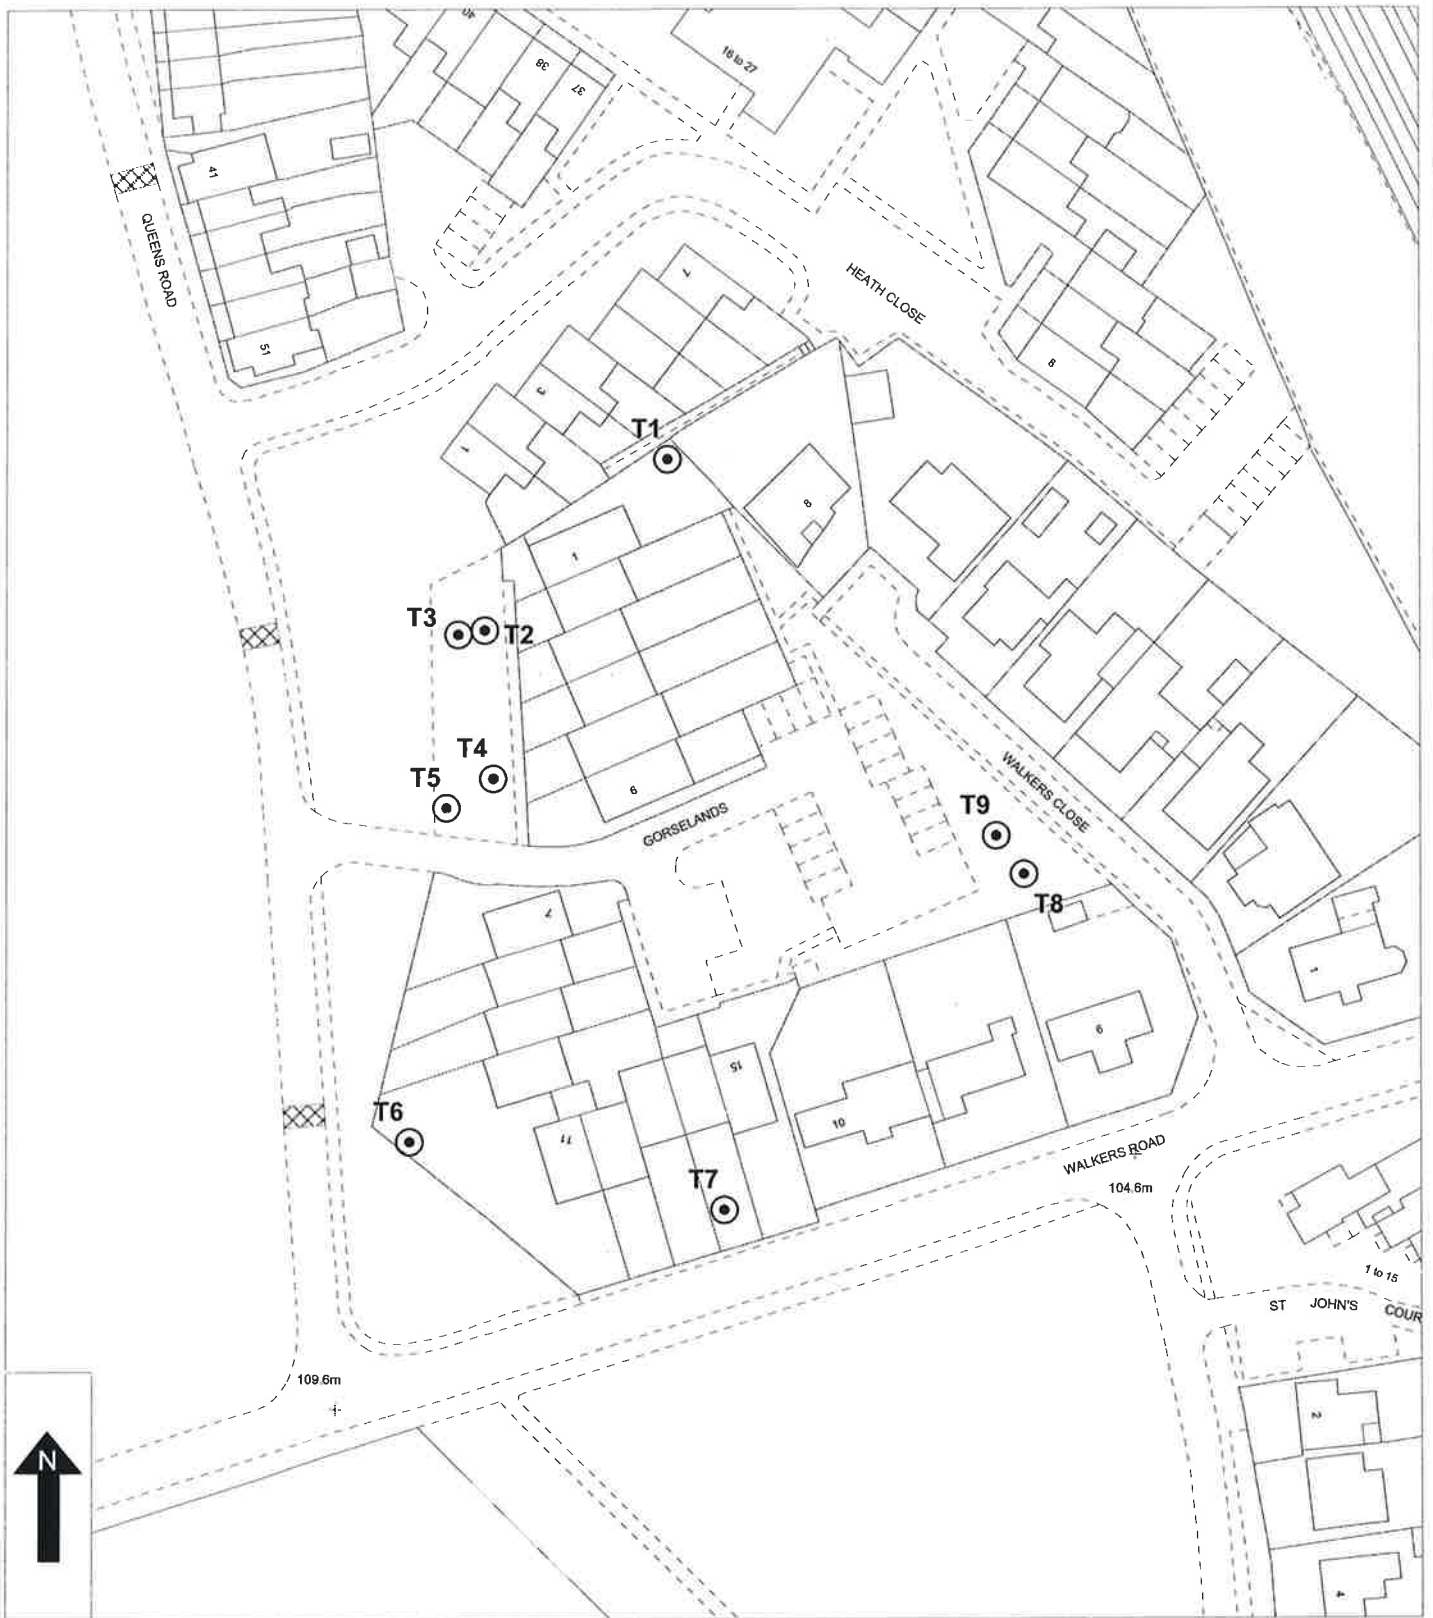 40
38
37
16 to 27
41
QUEENS ROAD
51
7
HEATH CLOSE
8
3
1
T1
8
1
T3
T2
T4
T5
6
GORSELANDS
WALKERS CLOSE
T9
T8
7
1
6
15
10
11
T6
T7
WALKERS ROAD
104.6m
1 to 15
ST JOHN'S COUR
109.6m
2
4
N